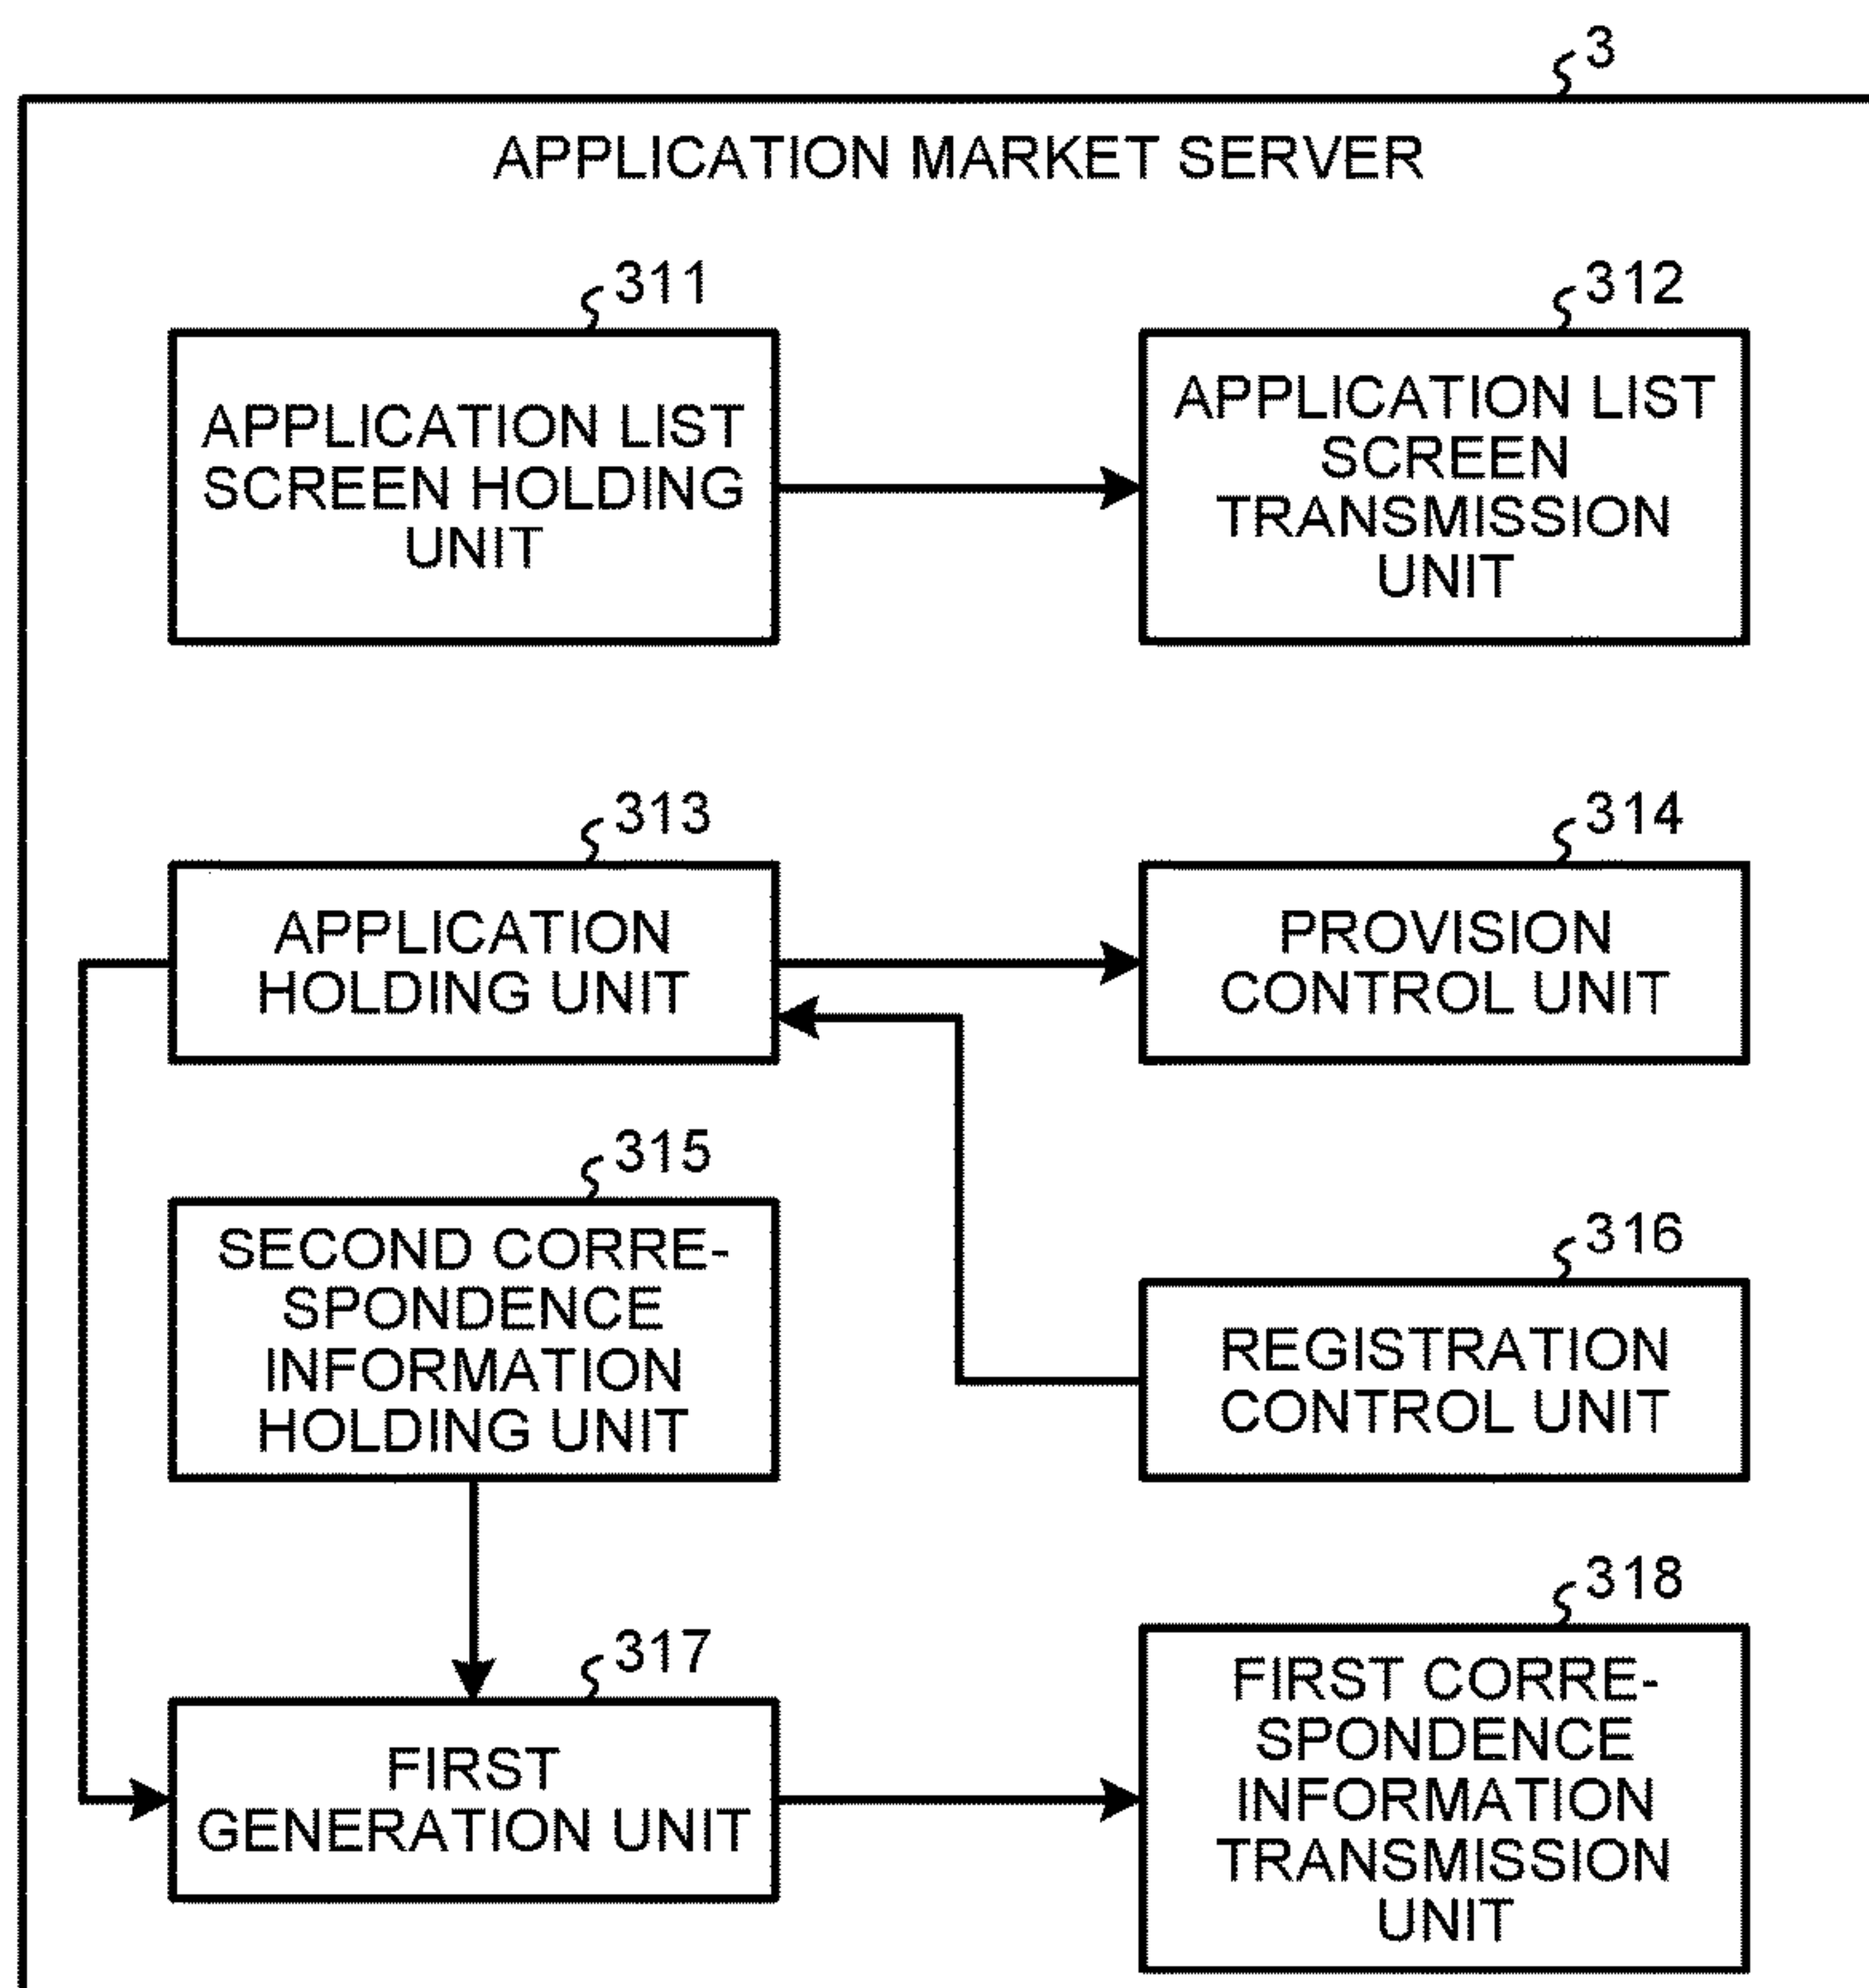 3
APPLICATION MARKET SERVER
311
APPLICATION LIST
SCREEN HOLDING
UNIT
312
APPLICATION LIST
SCREEN
TRANSMISSION
UNIT
313
APPLICATION
HOLDING UNIT
314
PROVISION
CONTROL UNIT
315
SECOND CORRE-
SPONDENCE
INFORMATION
HOLDING UNIT
316
REGISTRATION
CONTROL UNIT
317
FIRST
GENERATION UNIT
318
FIRST CORRE-
SPONDENCE
INFORMATION
TRANSMISSION
UNIT